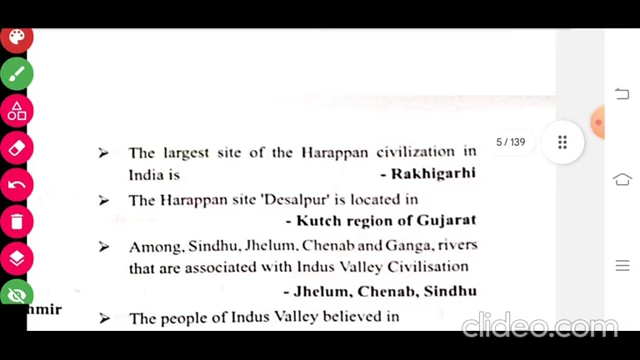 5 / 139
➤ The largest site of the Harappan civilization in
India is - Rakhigarhi
➤ The Harappan site 'Desalpur' is located in
- Kutch region of Gujarat
➤ Among, Sindhu, Jhelum, Chenab and Ganga, rivers
that are associated with Indus Valley Civilisation
- Jhelum, Chenab, Sindhu
hmir
➤ The people of Indus Valley believed in
clideo.com